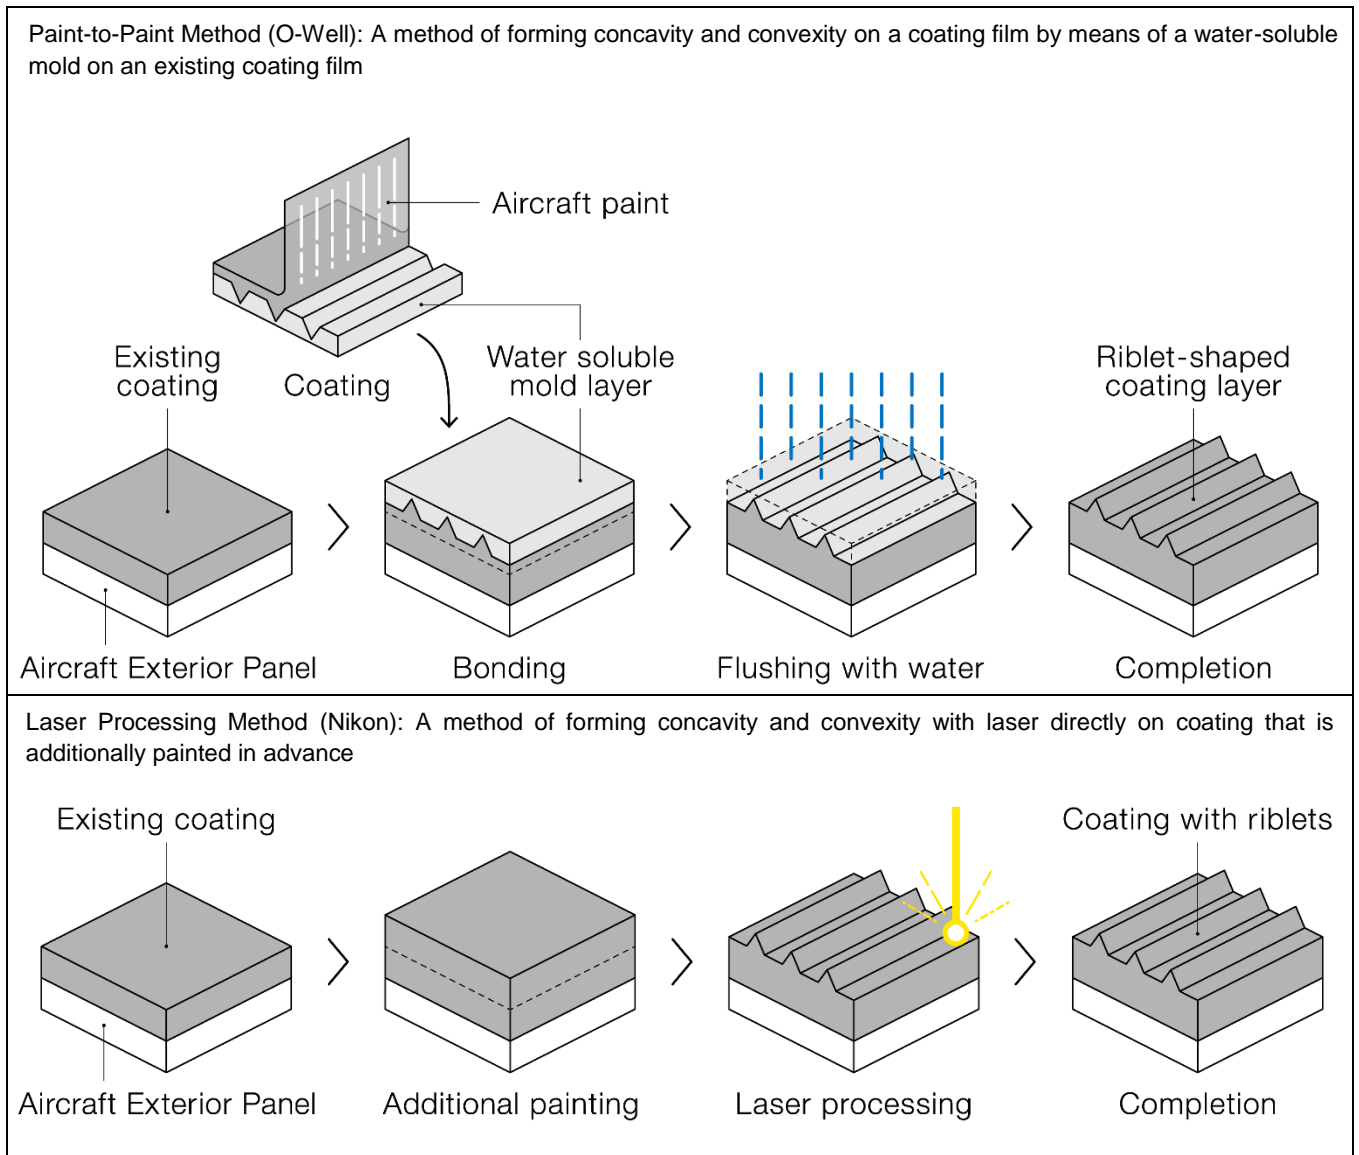 Paint-to-Paint Method (O-Well): A method of forming concavity and convexity on a coating film by means of a water-soluble
mold on an existing coating film
Aircraft paint
Existing
coating
Coating
Water soluble
mold layer
Riblet-shaped
coating layer
Aircraft Exterior Panel
Bonding
Flushing with water
Completion
Laser Processing Method (Nikon): A method of forming concavity and convexity with laser directly on coating that is
additionally painted in advance
Existing coating
Coating with riblets
Aircraft Exterior Panel
Additional painting
Laser processing
Completion